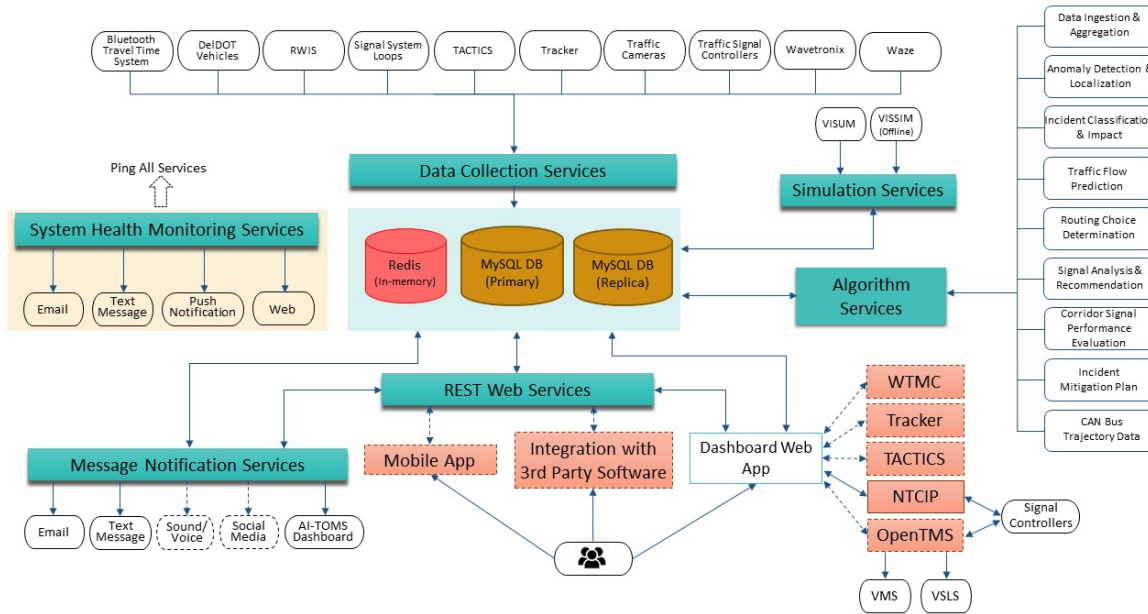 Bluetooth
Travel Time
System
DelDOT
Vehicles
RWIS
Signal System
Loops
TACTICS
Tracker
Traffic
Cameras
Traffic Signal
Controllers
Wavetronix
Waze
Data Ingestion &
Aggregation
Anomaly Detection &
Localization
Incident Classification
& Impact
Traffic Flow
Prediction
Routing Choice
Determination
Signal Analysis &
Recommendation
Corridor Signal
Performance
Evaluation
Incident
Mitigation Plan
CAN Bus
Trajectory Data
VISUM
VISSIM
(Offline)
Data Collection Services
Simulation Services
Ping All Services
System Health Monitoring Services
Email
Text
Message
Push
Notification
Web
Redis
(In-memory)
MySQL DB
(Primary)
MySQL DB
(Replica)
Algorithm
Services
REST Web Services
Message Notification Services
Email
Text
Message
Sound/
Voice
Social
Media
AI-TOMS
Dashboard
Mobile App
Integration with
3rd Party Software
Dashboard Web
App
WTMC
Tracker
TACTICS
NTCIP
OpenTMS
Signal
Controllers
VMS
VSLS